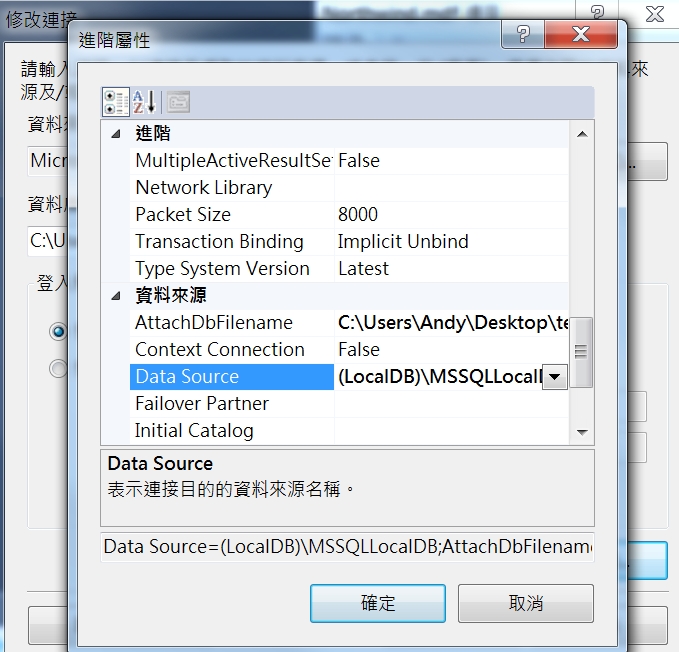 修改連接
Northwind.mdf
進階屬性
請輸入
來
源及/
資料
Micr
...
資料
C:\U
登入
進階
MultipleActiveResultSe False
Network Library
Packet Size 8000
Transaction Binding Implicit Unbind
Type System Version Latest
資料來源
AttachDbFilename C:\Users\Andy\Desktop\te
Context Connection False
Data Source (LocalDB)\MSSQLLocalD
Failover Partner
Initial Catalog
Data Source
表示連接目的的資料來源名稱。
Data Source=(LocalDB)\MSSQLLocalDB;AttachDbFilenam
確定
取消